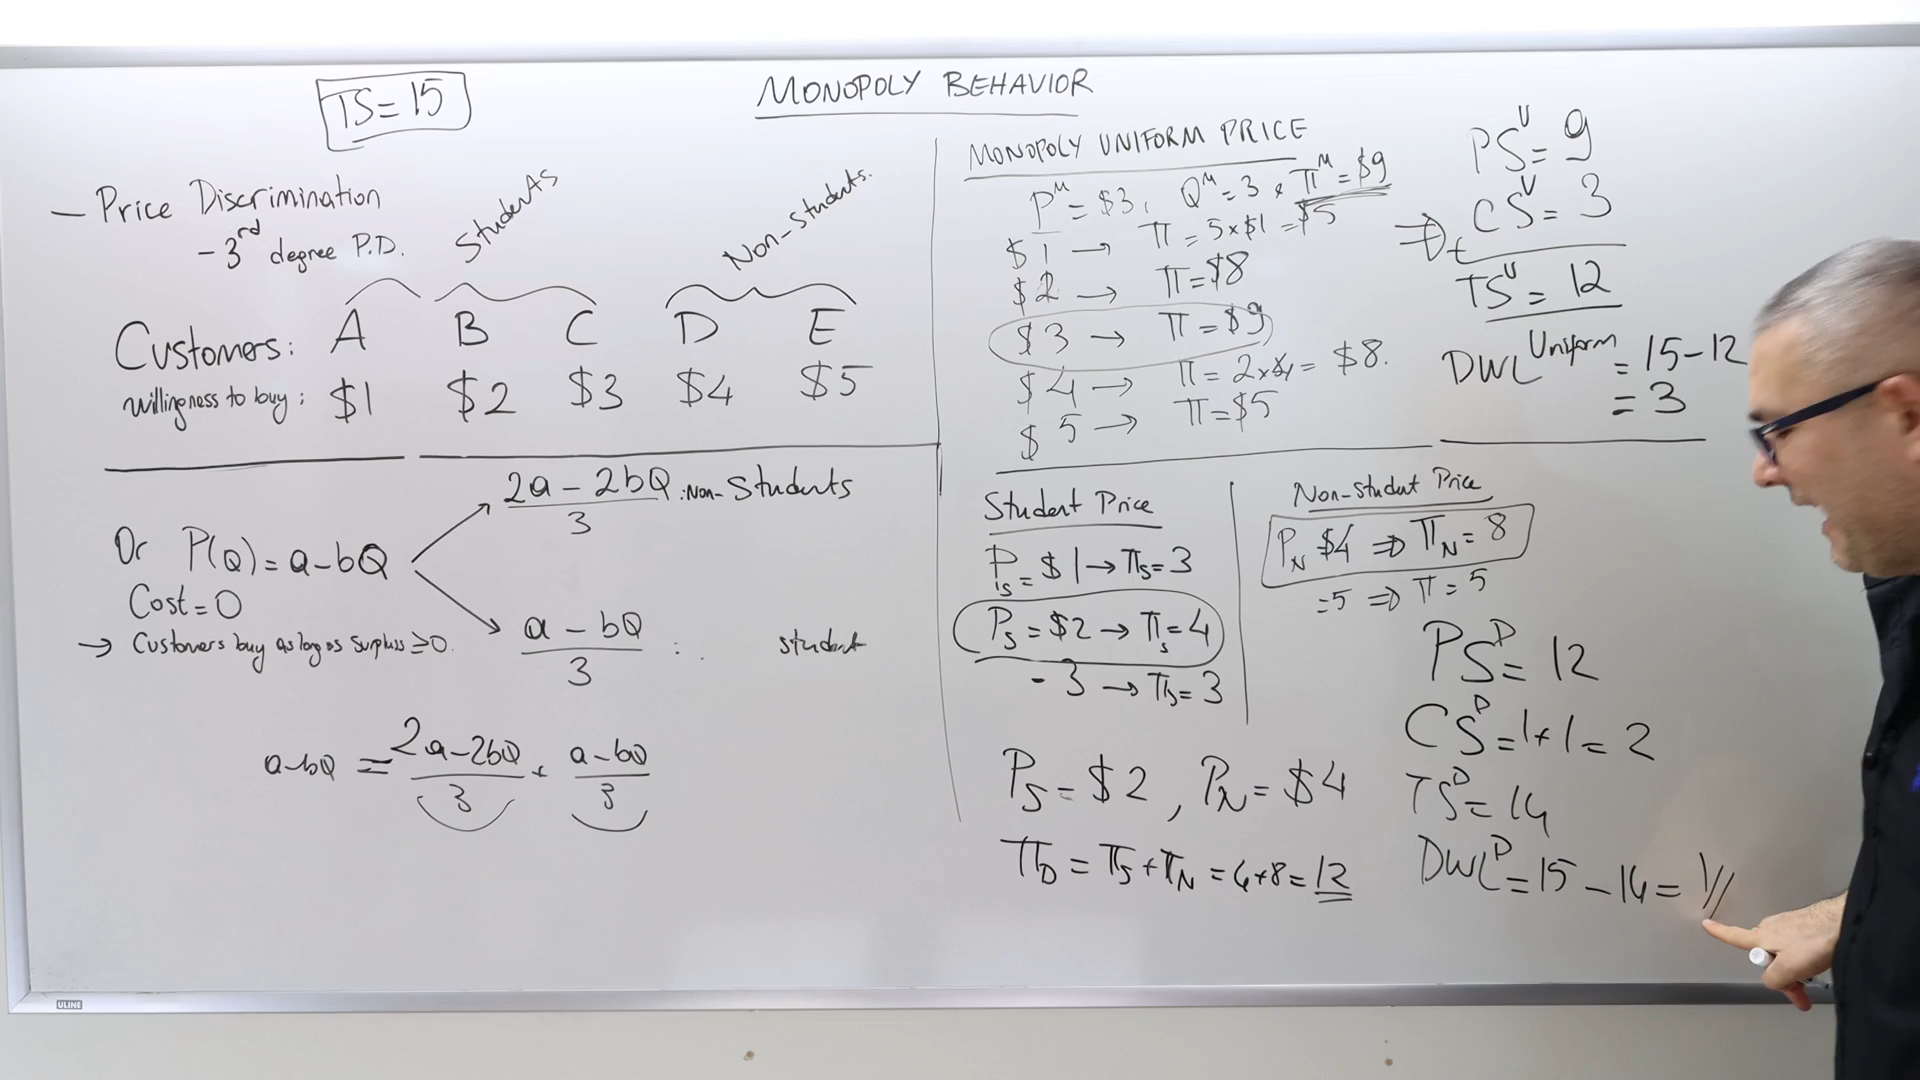 MONOPOLY BEHAVIOR
TS = 15
- Price Discrimination
- 3rd degree P.D.
Students
Non-Students.
Customers: A B C D E
willingness to buy: $1 $2 $3 $4 $5
Or P(Q) = a - bQ
2a - 2bQ : Non-Students
3
Cost = 0
a - bQ : student
3
→ Customers buy as long as Surplus ≥ 0.
a-bQ = 2a-2bQ + a-bQ
3 3
MONOPOLY UNIFORM PRICE
P^M = $3, Q^M = 3, π^M = $9
$1 → π = 5×$1 = $5
$2 → π = $8
$3 → π = $9
$4 → π = 2×$4 = $8.
$5 → π = $5
PS^U = 9
CS^U = 3
TS^U = 12
DWL^Uniform = 15 - 12
= 3
Student Price
P_S = $1 → π_S = 3
P_S = $2 → π_S = 4
- 3 → π_S = 3
Non-Student Price
P_N $4 ⇒ π_N = 8
= 5 ⇒ π = 5
P_S = $2, P_N = $4
π_D = π_S + π_N = 4+8 = 12
PS^D = 12
CS^D = 1+1 = 2
TS^D = 14
DWL^D = 15 - 14 = 1//
ULINE